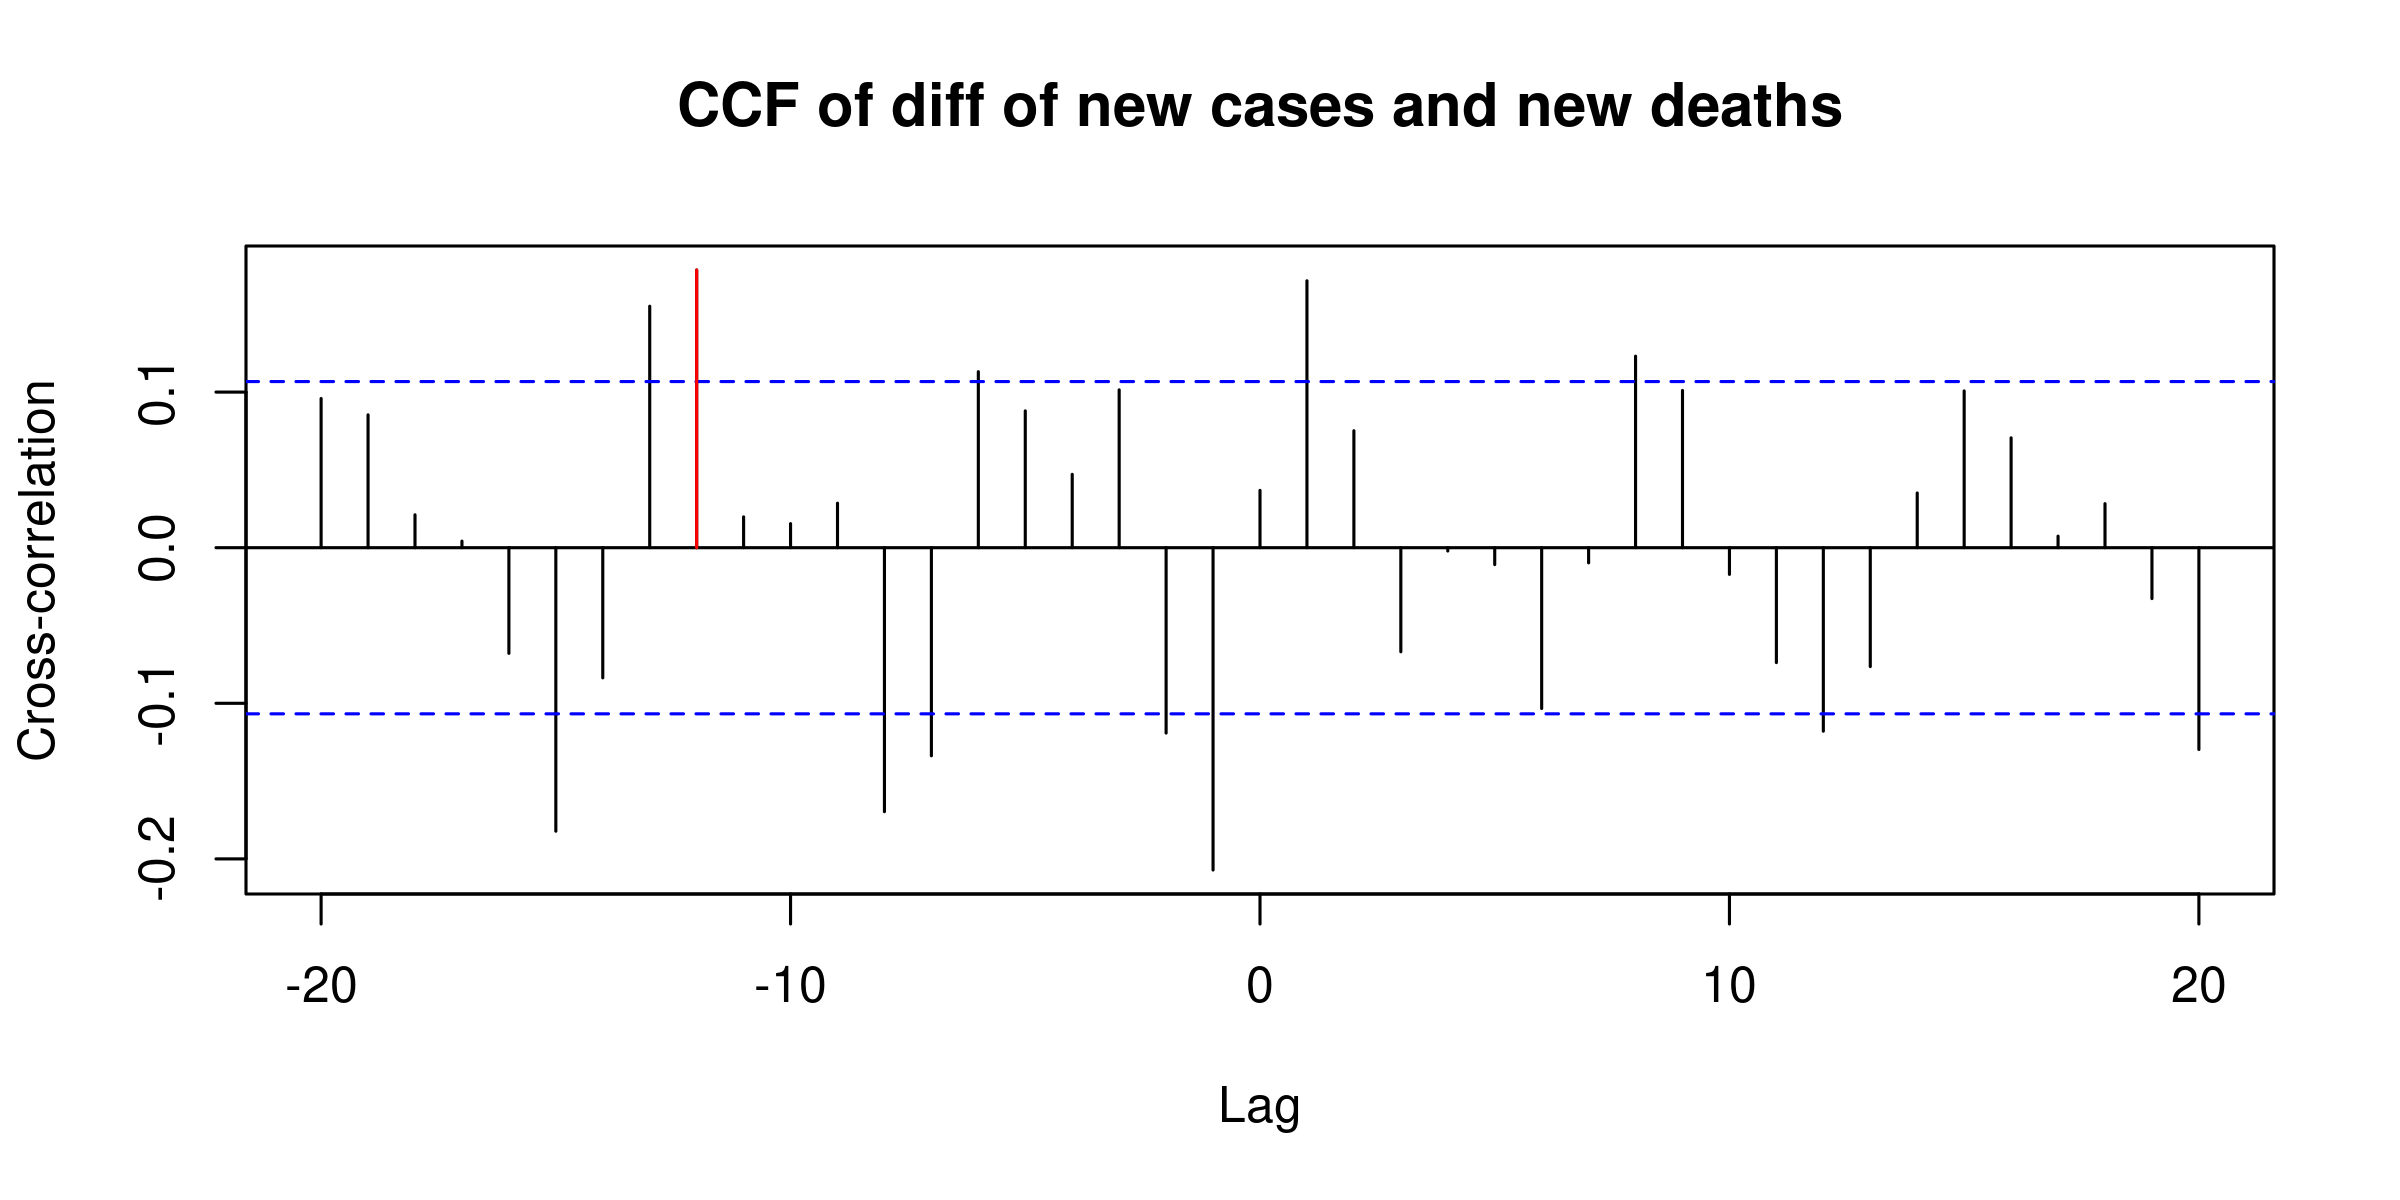 CCF of diff of new cases and new deaths
Cross-correlation
0.1
0.0
-0.1
-0.2
-20 -10 0 10 20
Lag